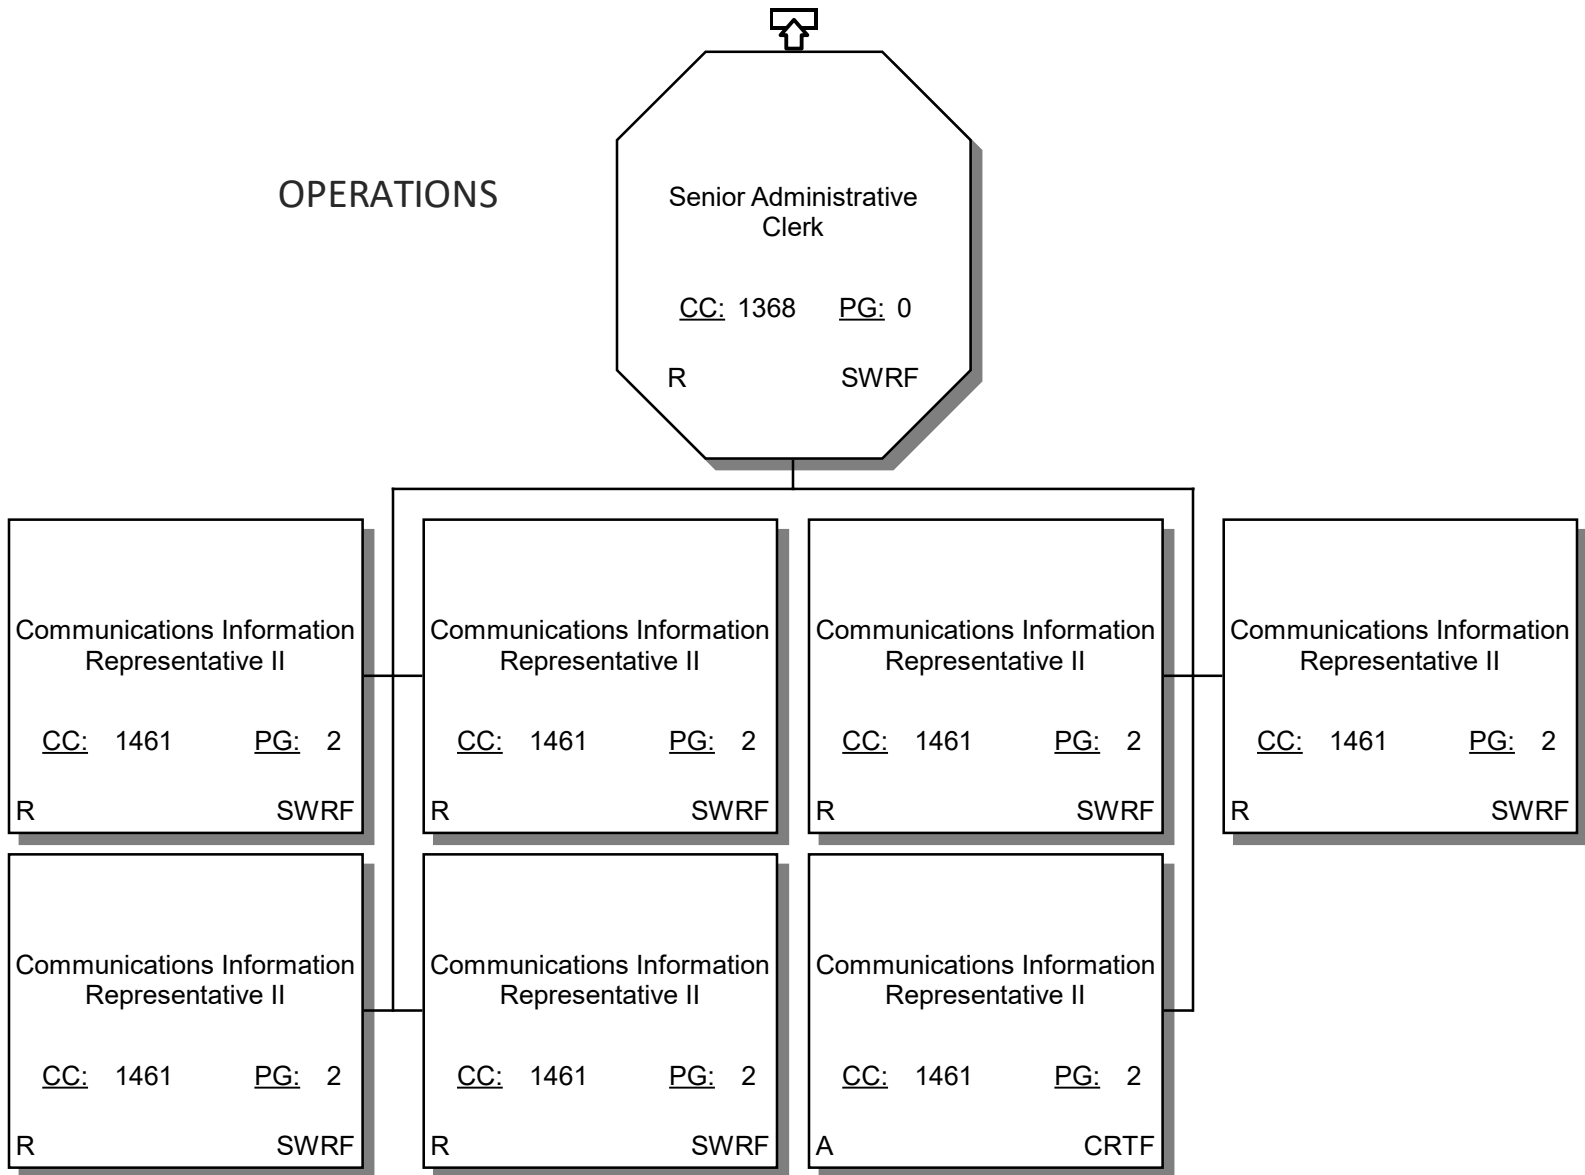 OPERATIONS
Senior Administrative
Clerk
CC: 1368 PG: 0
R SWRF
Communications Information
Representative II
CC: 1461 PG: 2
R SWRF
Communications Information
Representative II
CC: 1461 PG: 2
R SWRF
Communications Information
Representative II
CC: 1461 PG: 2
R SWRF
Communications Information
Representative II
CC: 1461 PG: 2
R SWRF
Communications Information
Representative II
CC: 1461 PG: 2
R SWRF
Communications Information
Representative II
CC: 1461 PG: 2
R SWRF
Communications Information
Representative II
CC: 1461 PG: 2
A CRTF